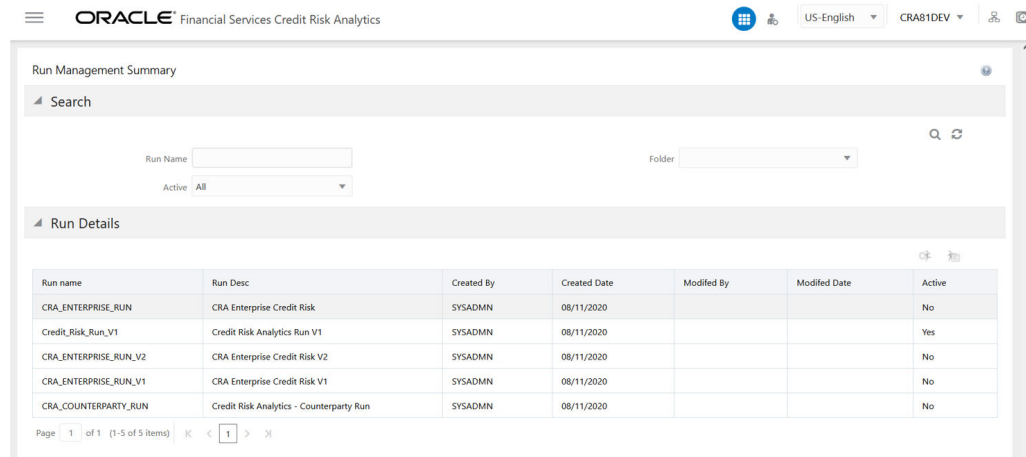 ORACLE® Financial Services Credit Risk Analytics
US-English
CRA81DEV
Run Management Summary
Search
Run Name
Folder
Active All
Run Details
Run name Run Desc Created By Created Date Modifed By Modifed Date Active
CRA_ENTERPRISE_RUN CRA Enterprise Credit Risk SYSADMN 08/11/2020 No
Credit_Risk_Run_V1 Credit Risk Analytics Run V1 SYSADMN 08/11/2020 Yes
CRA_ENTERPRISE_RUN_V2 CRA Enterprise Credit Risk V2 SYSADMN 08/11/2020 No
CRA_ENTERPRISE_RUN_V1 CRA Enterprise Credit Risk V1 SYSADMN 08/11/2020 No
CRA_COUNTERPARTY_RUN Credit Risk Analytics - Counterparty Run SYSADMN 08/11/2020 No
Page 1 of 1 (1-5 of 5 items) 1